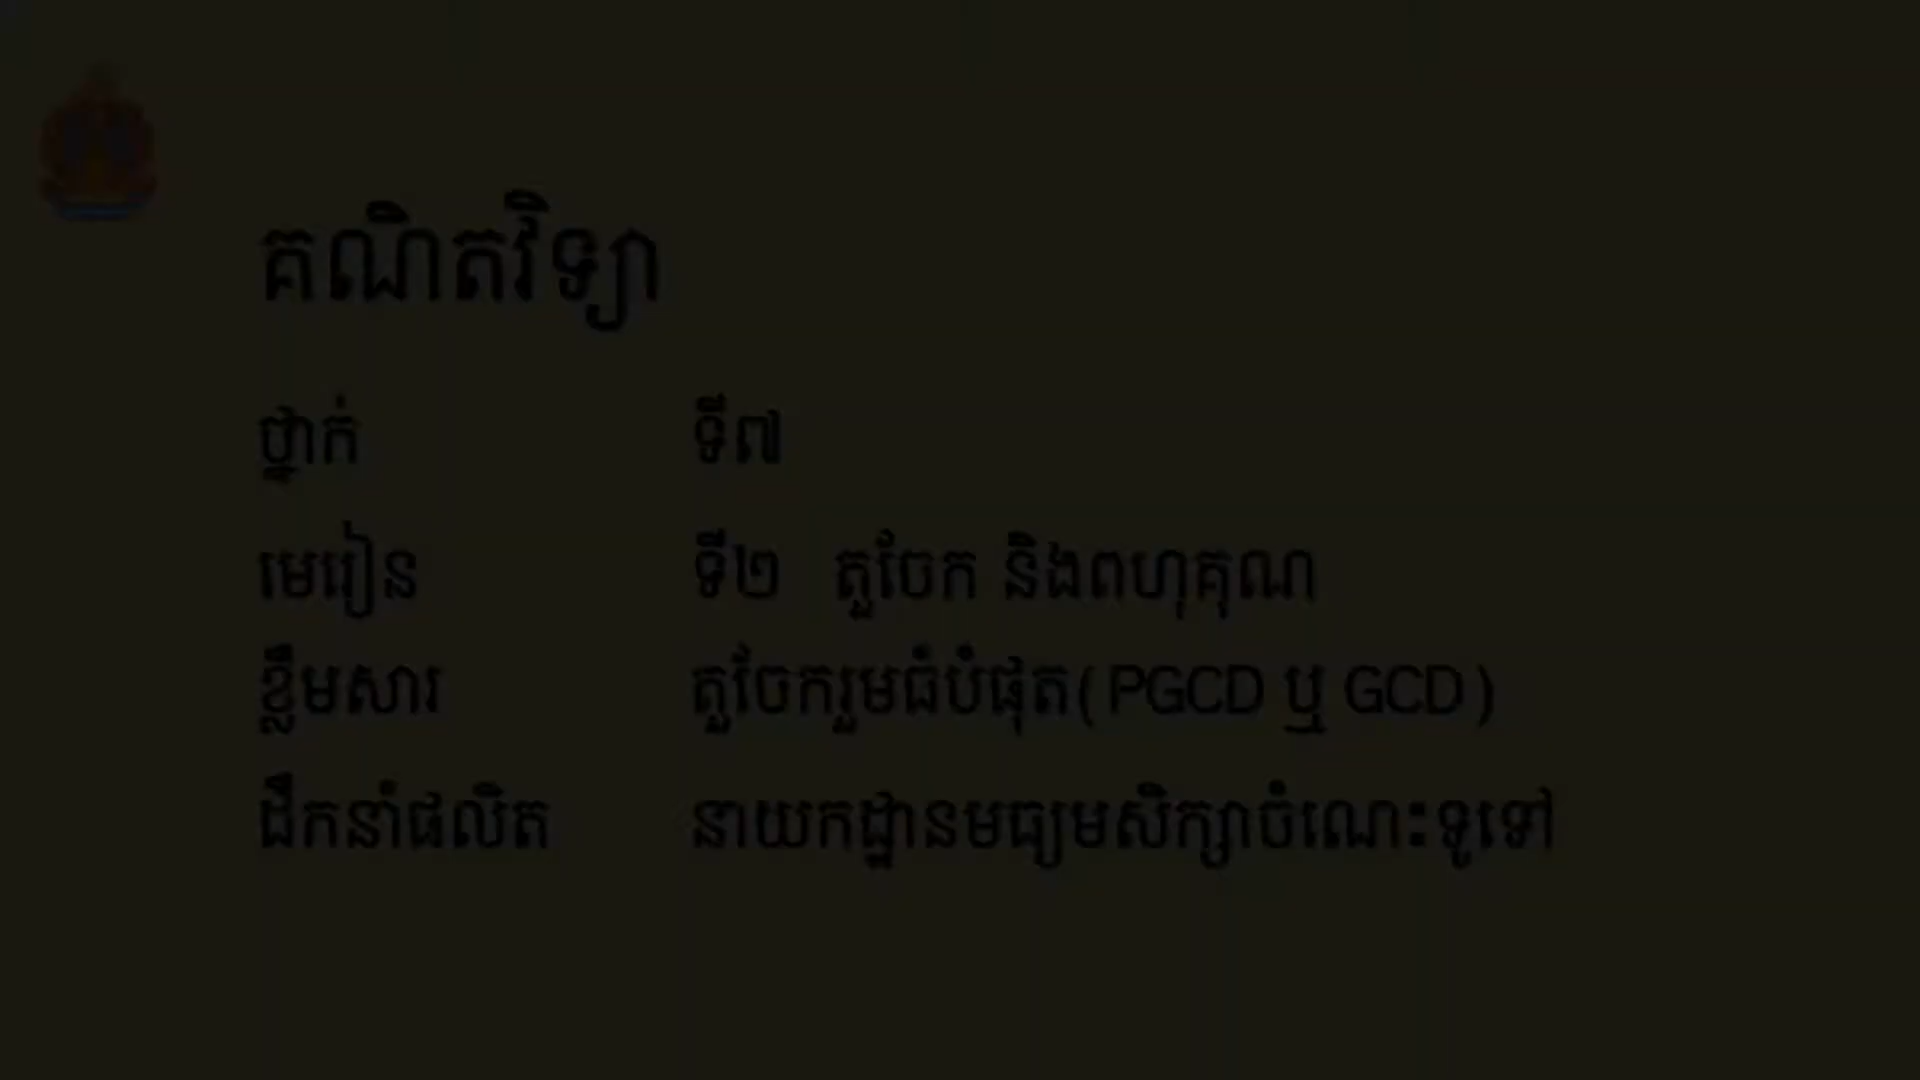 គណិតវិទ្យា
ថ្នាក់ ទី៧
មេរៀន ទី២ តួចែក និងពហុគុណ
ខ្លឹមសារ តួចែករួមធំបំផុត(PGCD ឬ GCD)
ដឹកនាំផលិត នាយកដ្ឋានមធ្យមសិក្សាចំណេះទូទៅ